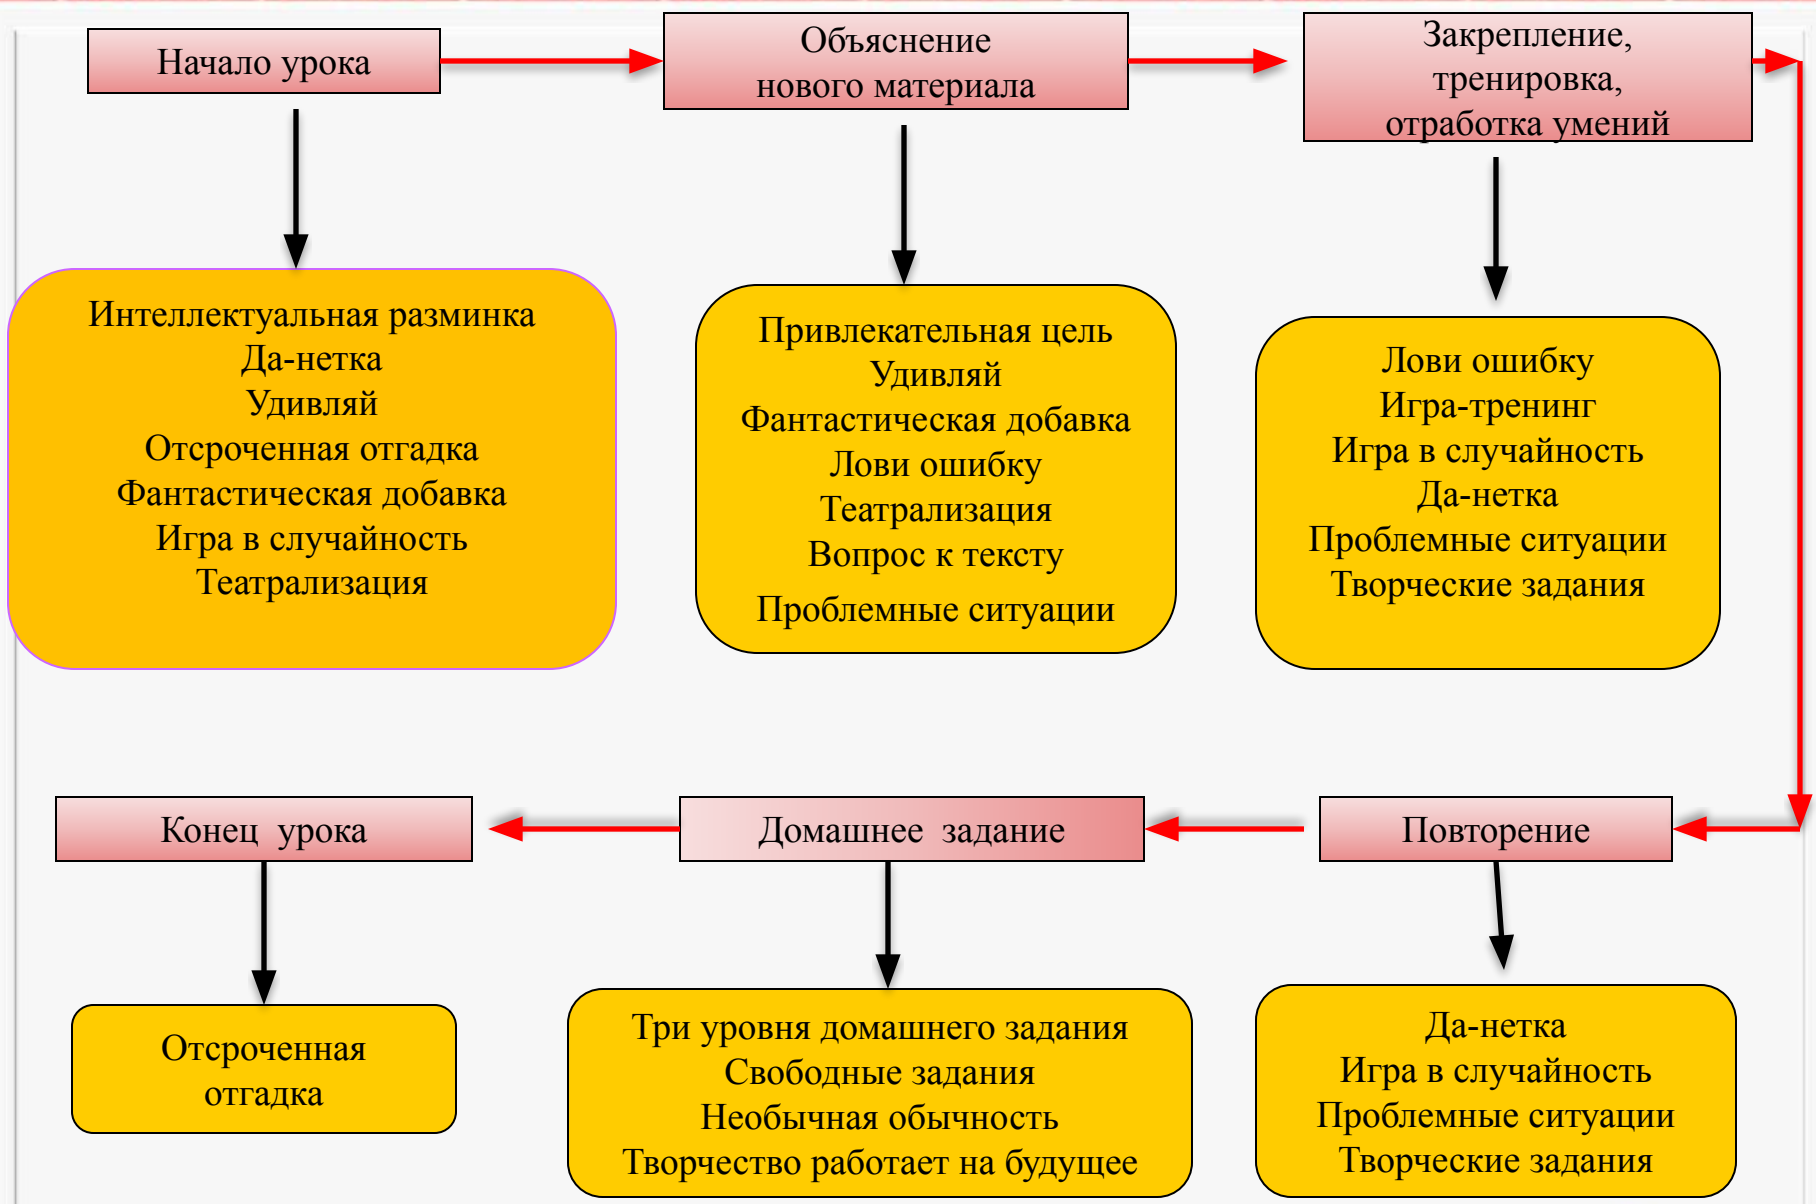 Начало урока
Объяснение
нового материала
Закрепление,
тренировка,
отработка умений
Интеллектуальная разминка
Да-нетка
Удивляй
Отсроченная отгадка
Фантастическая добавка
Игра в случайность
Театрализация
Привлекательная цель
Удивляй
Фантастическая добавка
Лови ошибку
Театрализация
Вопрос к тексту
Проблемные ситуации
Лови ошибку
Игра-тренинг
Игра в случайность
Да-нетка
Проблемные ситуации
Творческие задания
Конец урока
Домашнее задание
Повторение
Отсроченная
отгадка
Три уровня домашнего задания
Свободные задания
Необычная обычность
Творчество работает на будущее
Да-нетка
Игра в случайность
Проблемные ситуации
Творческие задания